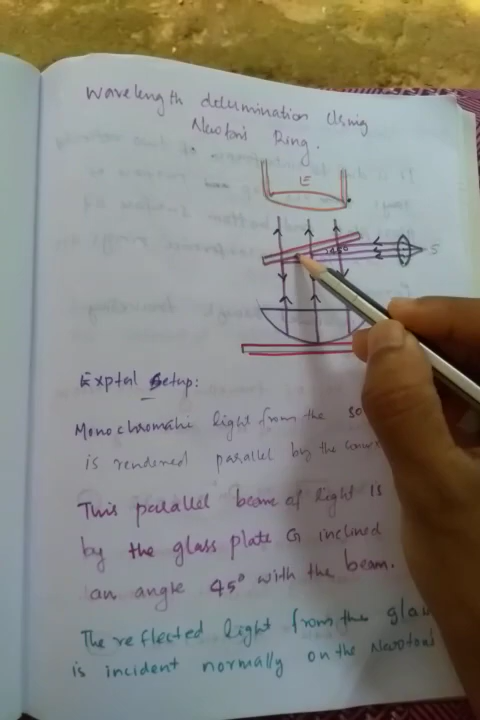 Wavelength determination Using
Newton's Ring.
E
45°
S
Exptal Setup:
Monochromatic light from the
is rendered parallel by the
This parallel beam of light is
by the glass plate G inclined
an angle 45° with the beam.
The reflected light from the
is incident normally on the Newton's